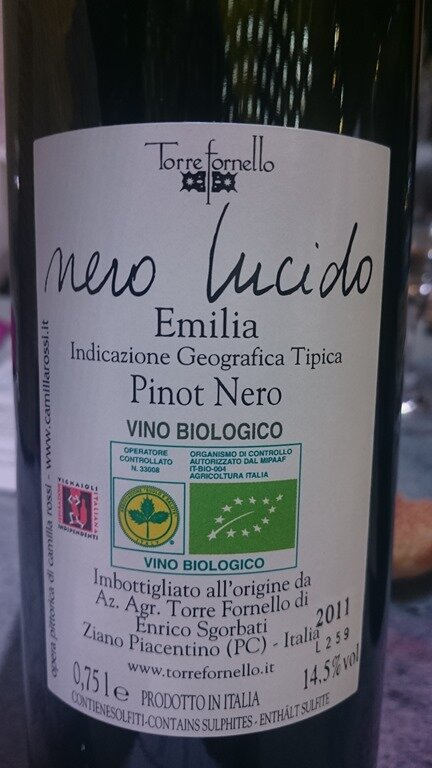 Torre fornello
nero lucido
Emilia
Indicazione Geografica Tipica
Pinot Nero
VINO BIOLOGICO
OPERATORE
CONTROLLATO
N. 33008
ORGANISMO DI CONTROLLO
AUTORIZZATO DAL MIPAAF
IT-BIO-004
AGRICOLTURA ITALIA
VINO BIOLOGICO
VIGNAIOLI
ITALIANI
INDIPENDENTI
opera pittorica di camilla rossi - www.camillarossi.it
Imbottigliato all'origine da
Az. Agr. Torre Fornello di
Enrico Sgorbati
Ziano Piacentino (PC) - Italia
2011
L 259
www.torrefornello.it
0,75 l e
PRODOTTO IN ITALIA
14,5% vol
CONTIENE SOLFITI-CONTAINS SULPHITES - ENTHÄLT SULFITE